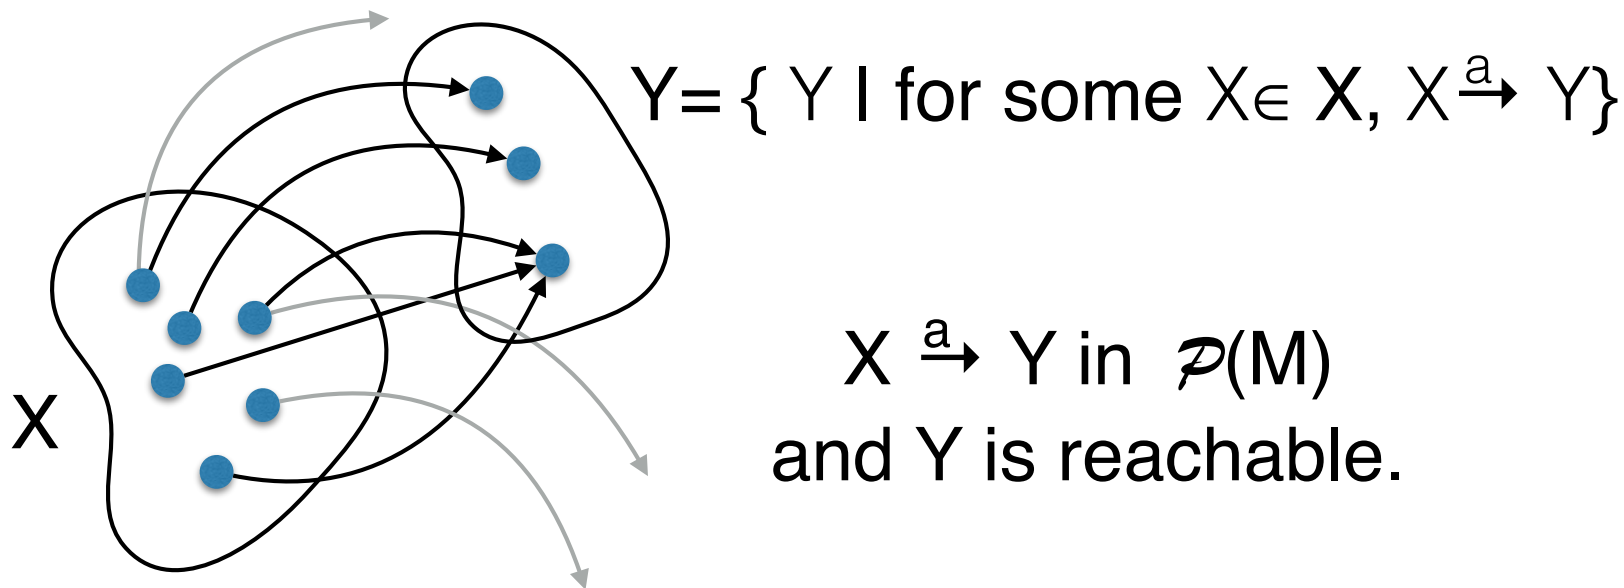 Y= { Y | for some X∈ X, X a→ Y}
X a→ Y in 𝓟(M)
X
and Y is reachable.